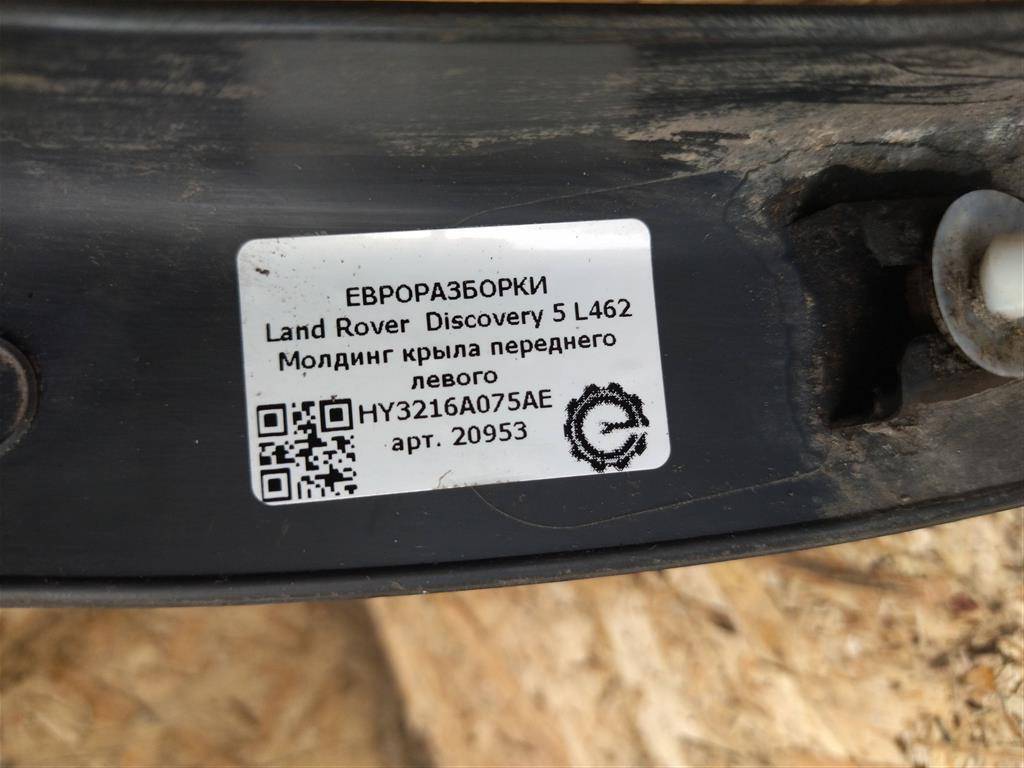 ЕВРОРАЗБОРКИ
Land Rover Discovery 5 L462
Молдинг крыла переднего
левого
HY3216A075AE
арт. 20953